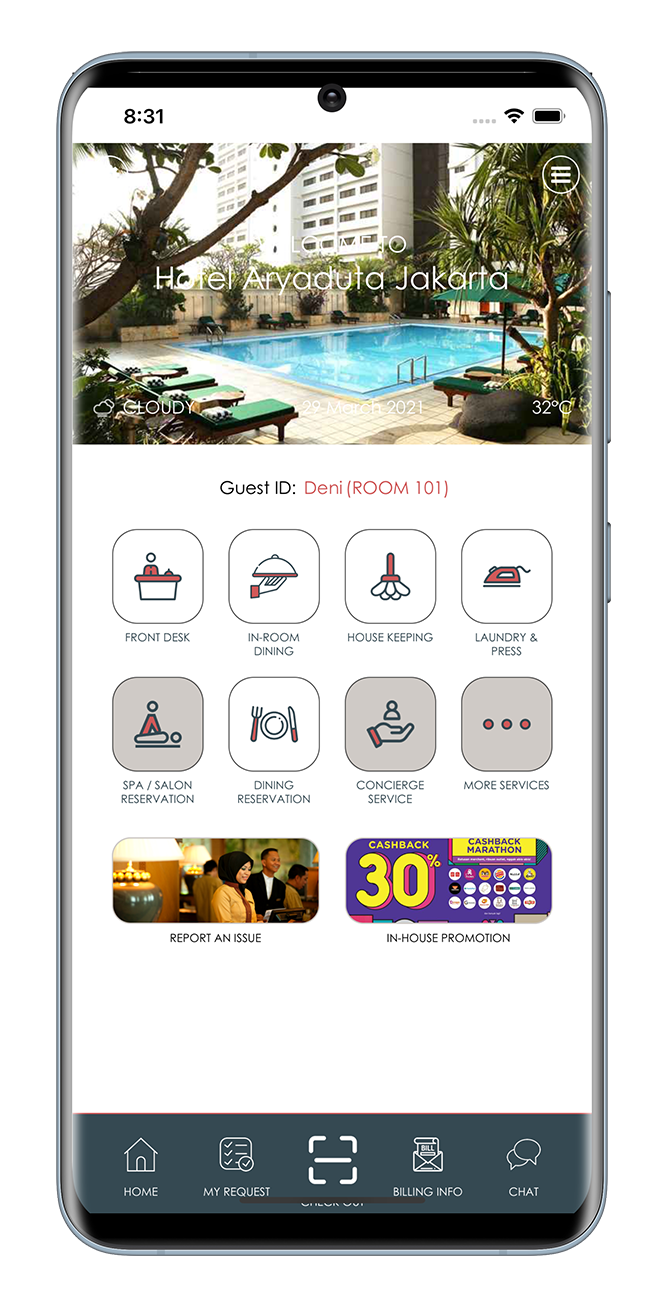 8:31
WELCOME TO
Hotel Aryaduta Jakarta
CLOUDY
29 March 2021
32°C
Guest ID: Deni (ROOM 101)
FRONT DESK
IN-ROOM
DINING
HOUSE KEEPING
LAUNDRY &
PRESS
SPA / SALON
RESERVATION
DINING
RESERVATION
CONCIERGE
SERVICE
MORE SERVICES
CASHBACK
30%
CASHBACK
MARATHON
REPORT AN ISSUE
IN-HOUSE PROMOTION
BILL
HOME
MY REQUEST
BILLING INFO
CHAT
CHECK OUT